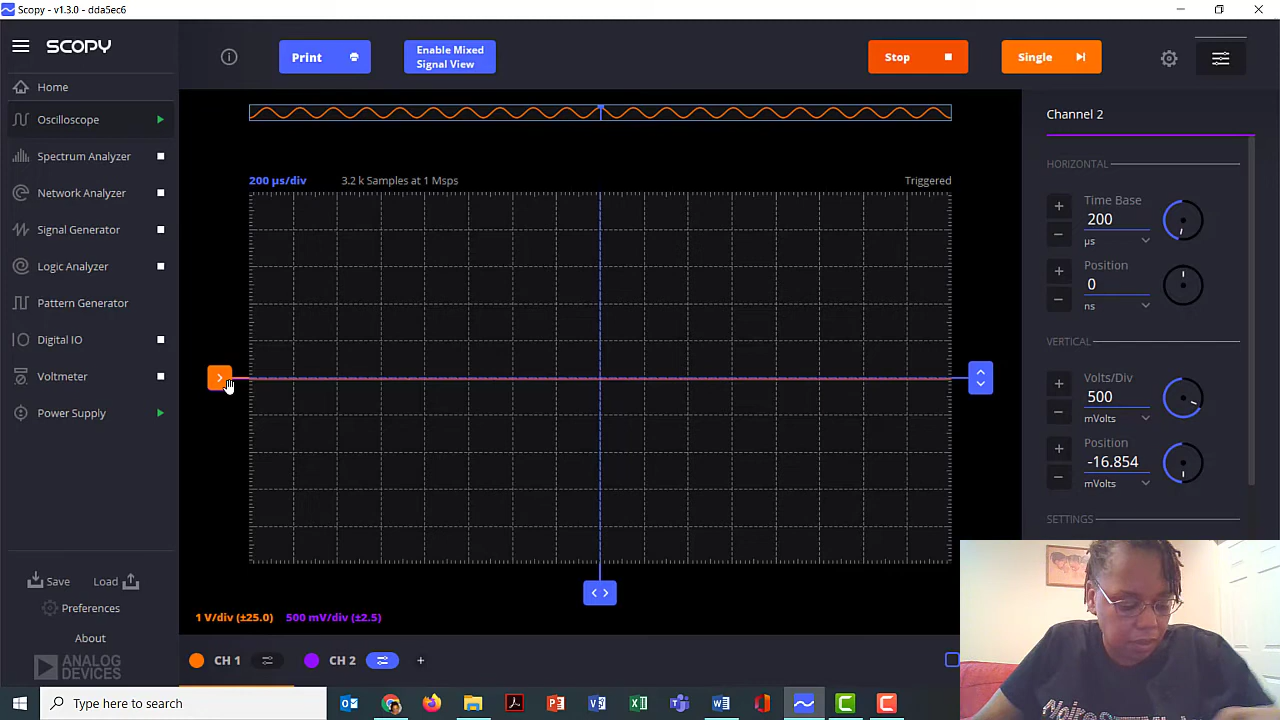 Scopy - v1.3.0 - dda5ec6
SCOPY
Print
Enable Mixed
Signal View
Stop
Single
Home
Oscilloscope
Spectrum Analyzer
Network Analyzer
Signal Generator
Logic Analyzer
Pattern Generator
Digital IO
Voltmeter
Power Supply
200 µs/div
3.2 k Samples at 1 Msps
Triggered
Channel 2
HORIZONTAL
Time Base
200
µs
Position
0
ns
VERTICAL
Volts/Div
500
mVolts
Position
-16.854
mVolts
SETTINGS
Save
Load
Preferences
About
ANALOG
DEVICES
1 V/div (±25.0)
500 mV/div (±2.5)
CH 1
CH 2
Type here to search